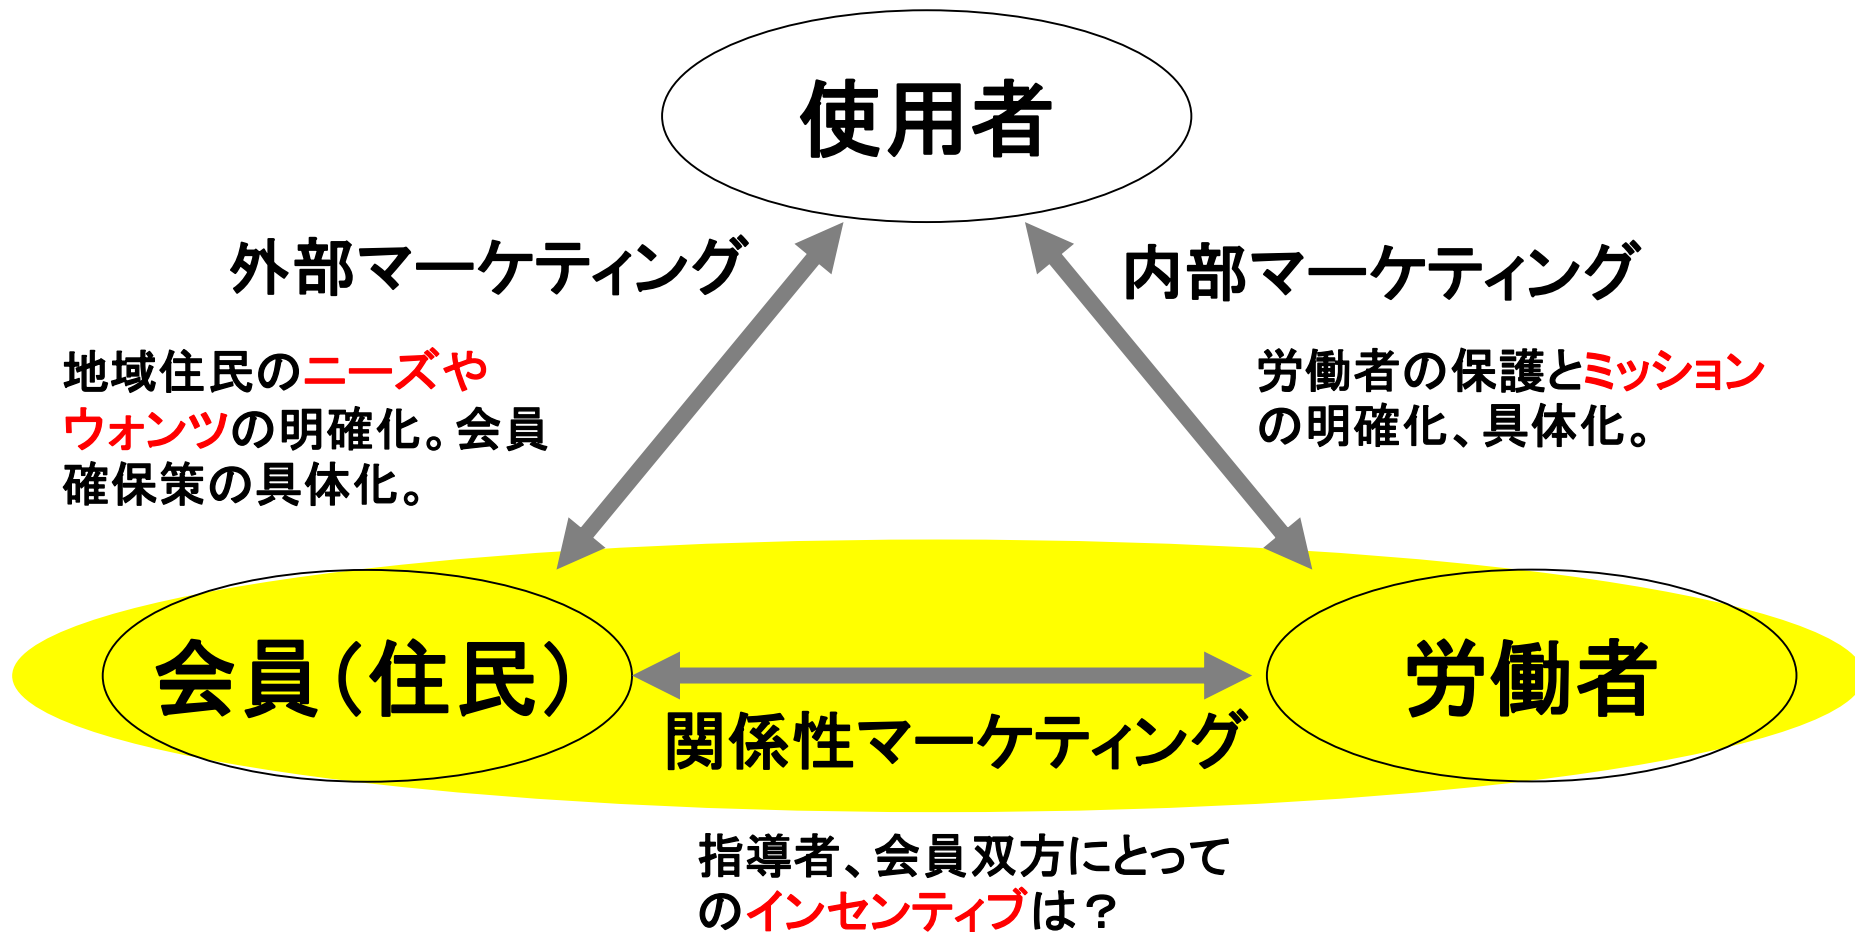 使用者
外部マーケティング
内部マーケティング
地域住民のニーズや
ウォンツの明確化。会員
確保策の具体化。
労働者の保護とミッション
の明確化、具体化。
会員（住民）
労働者
関係性マーケティング
指導者、会員双方にとって
のインセンティブは？